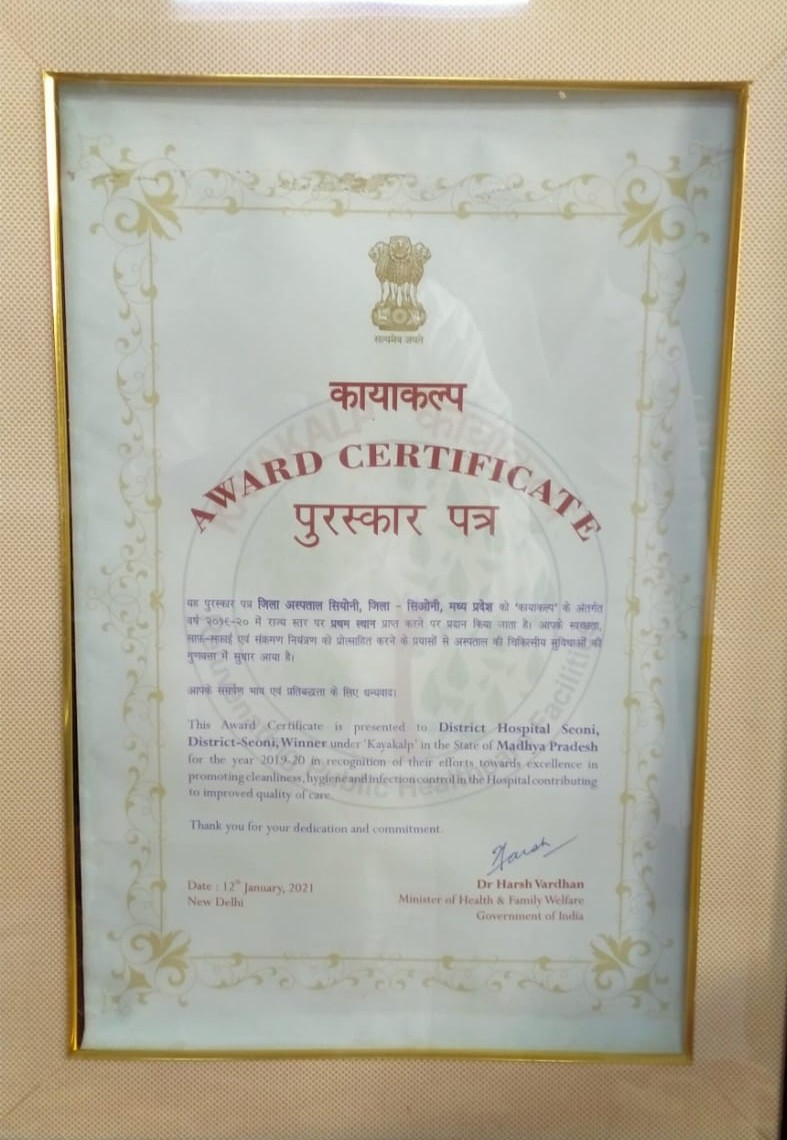 सत्यमेव जयते
कायाकल्प
AWARD CERTIFICATE
पुरस्कार पत्र
यह पुरस्कार पत्र जिला अस्पताल सियोनी, जिला - सिओनी, मध्य प्रदेश को 'कायाकल्प' के अंतर्गत
वर्ष २०१९-२० में राज्य स्तर पर प्रथम स्थान प्राप्त करने पर प्रदान किया जाता है। आपके स्वच्छता,
साफ-सफाई एवं संक्रमण नियंत्रण को प्रोत्साहित करने के प्रयासों से अस्पताल की चिकित्सीय सुविधाओं की
गुणवत्ता में सुधार आया है।
आपके समर्पण भाव एवं प्रतिबद्धता के लिए धन्यवाद।
This Award Certificate is presented to District Hospital Seoni,
District-Seoni, Winner under 'Kayakalp' in the State of Madhya Pradesh
for the year 2019-20 in recognition of their efforts towards excellence in
promoting cleanliness, hygiene and infection control in the Hospital contributing
to improved quality of care.
Thank you for your dedication and commitment.
Harsh
Date : 12th January, 2021
New Delhi
Dr Harsh Vardhan
Minister of Health & Family Welfare
Government of India